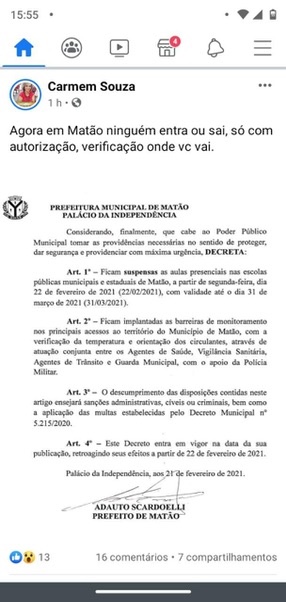 15:55
4
Carmem Souza
1 h
Agora em Matão ninguém entra ou sai, só com
autorização, verificação onde vc vai.
PREFEITURA MUNICIPAL DE MATÃO
PALÁCIO DA INDEPENDÊNCIA
Considerando, finalmente, que cabe ao Poder Público
Municipal tomar as providências necessárias no sentido de proteger,
dar segurança e providenciar com máxima urgência, DECRETA:
Art. 1º – Ficam suspensas as aulas presenciais nas escolas
públicas municipais e estaduais de Matão, a partir de segunda-feira, dia
22 de fevereiro de 2021 (22/02/2021), com validade até o dia 31 de
março de 2021 (31/03/2021).
Art. 2º – Ficam implantadas as barreiras de monitoramento
nos principais acessos ao território do Município de Matão, com a
verificação da temperatura e orientação dos circulantes, através de
atuação conjunta entre os Agentes de Saúde, Vigilância Sanitária,
Agentes de Trânsito e Guarda Municipal, com o apoio da Polícia
Militar.
Art. 3º – O descumprimento das disposições contidas neste
artigo ensejará sanções administrativas, cíveis ou criminais, bem como
a aplicação das multas estabelecidas pelo Decreto Municipal nº
5.215/2020.
Art. 4º – Este Decreto entra em vigor na data da sua
publicação, retroagindo seus efeitos a partir de 22 de fevereiro de 2021.
Palácio da Independência, aos 21 de fevereiro de 2021.
ADAUTO SCARDOELLI
PREFEITO DE MATÃO
13
16 comentários • 7 compartilhamentos